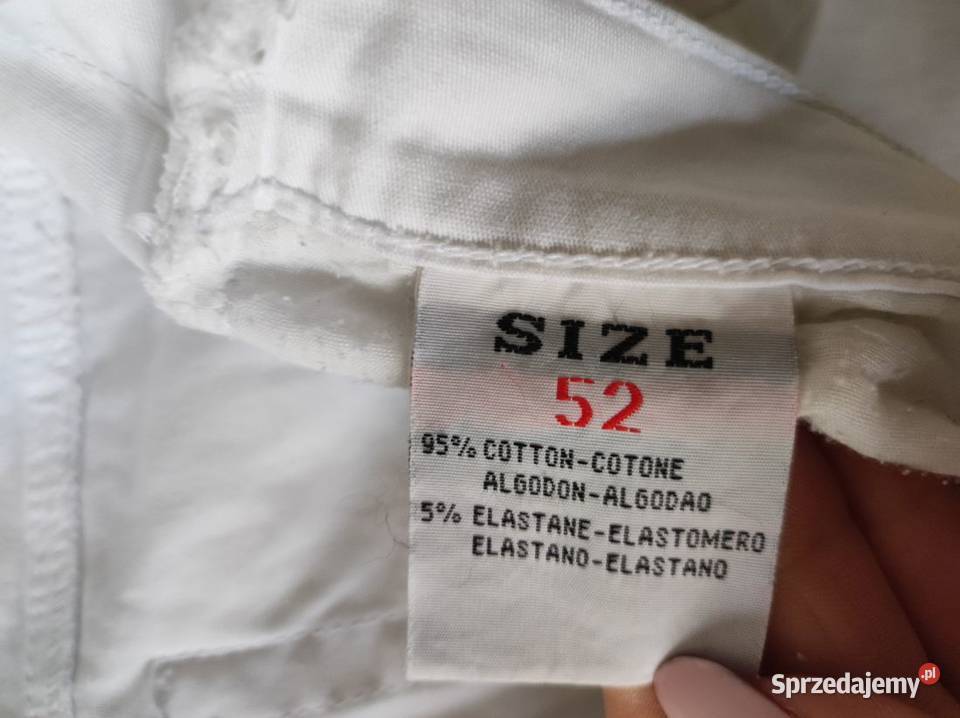 SIZE
52
95% COTTON-COTONE
ALGODON-ALGODAO
5% ELASTANE-ELASTOMERO
ELASTANO-ELASTANO
Sprzedajemy.pl